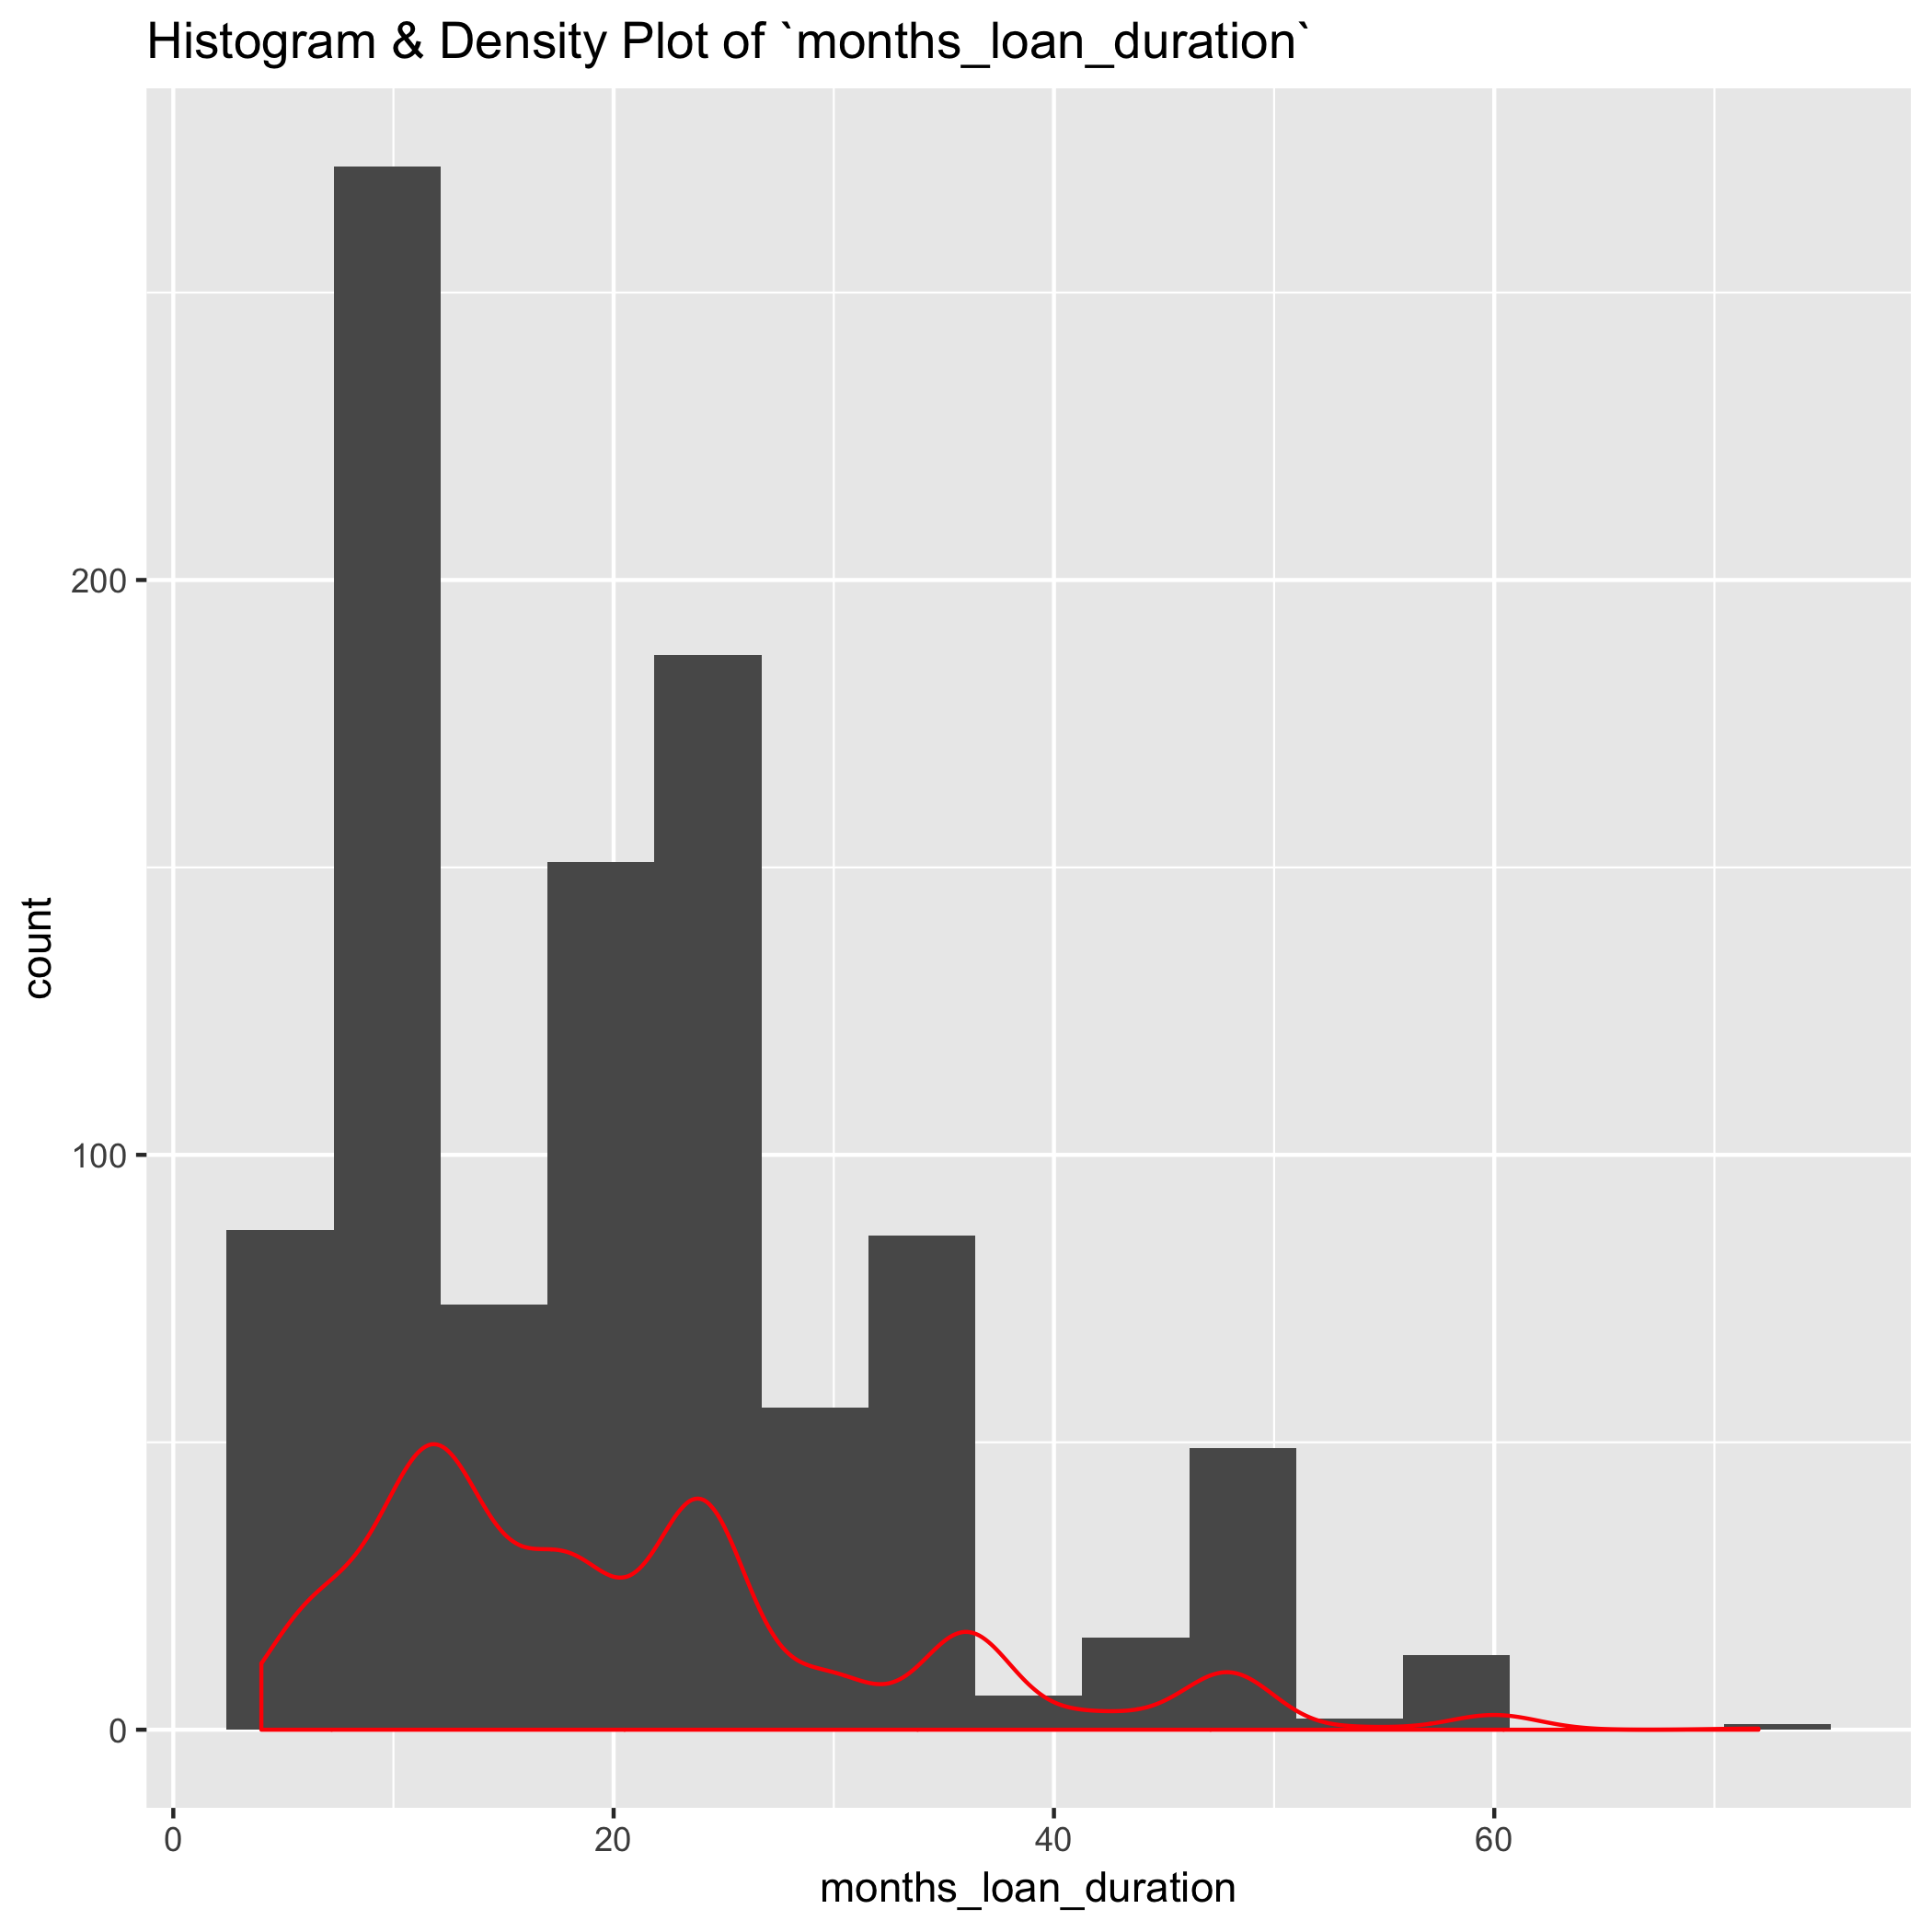 Histogram & Density Plot of `months_loan_duration`
count
200
100
0
0 20 40 60
months_loan_duration